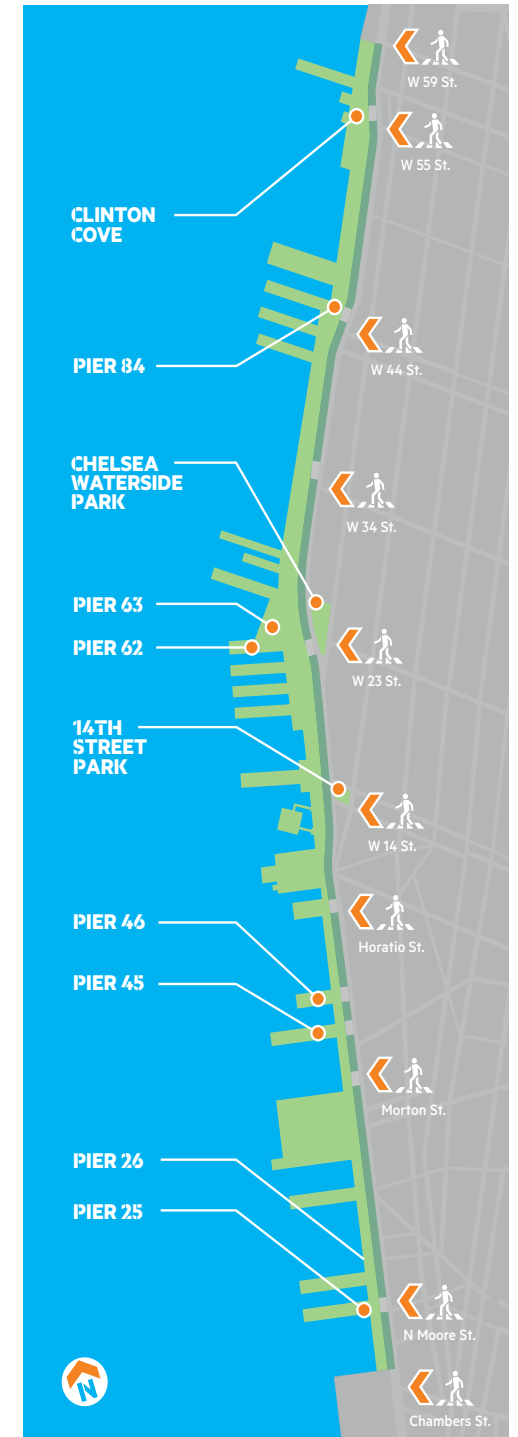 W 59 St.
W 55 St.
CLINTON
COVE
W 44 St.
PIER 84
CHELSEA
WATERSIDE
PARK
W 34 St.
PIER 63
PIER 62
W 23 St.
14TH
STREET
PARK
W 14 St.
PIER 46
Horatio St.
PIER 45
Morton St.
PIER 26
PIER 25
N Moore St.
N
Chambers St.